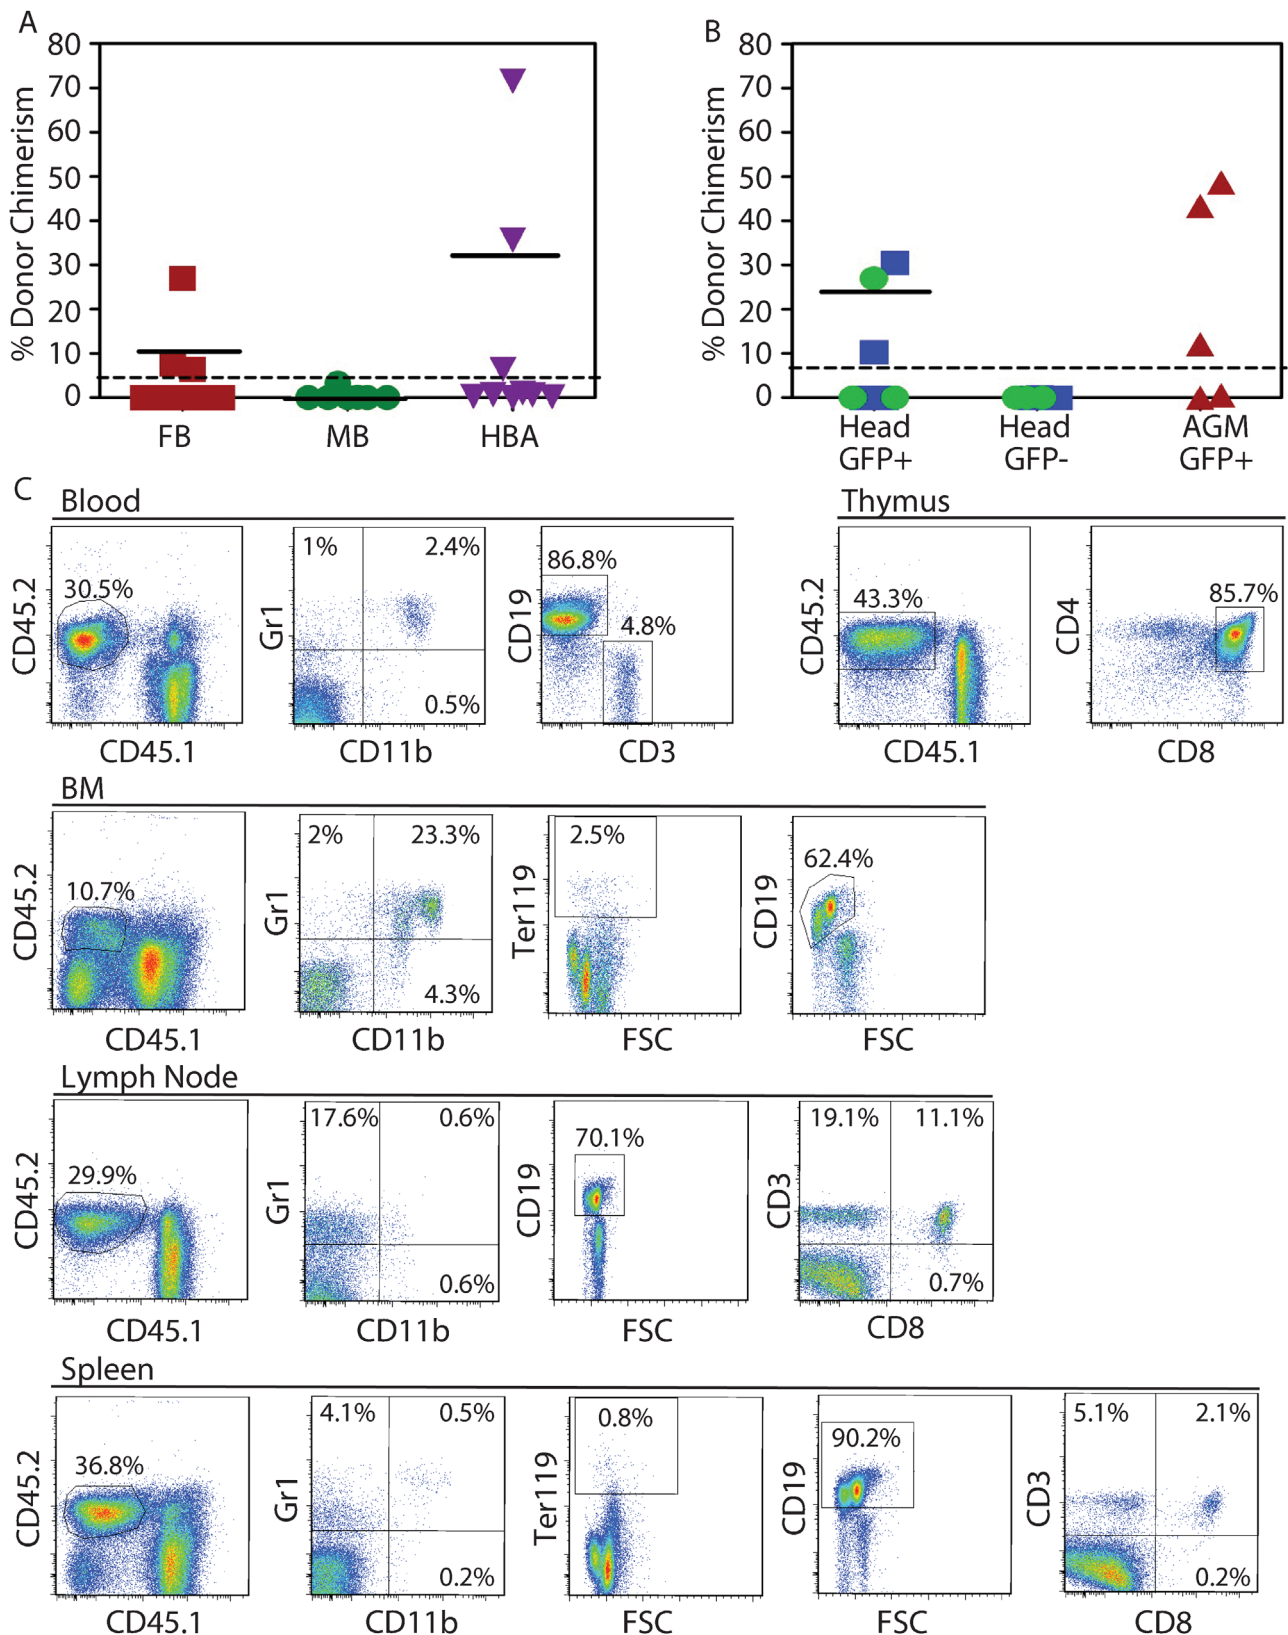 A
% Donor Chimerism
80
70
60
50
40
30
20
10
0
FB MB HBA
B
% Donor Chimerism
80
70
60
50
40
30
20
10
0
Head GFP+
Head GFP-
AGM GFP+
C
Blood
CD45.2
30.5%
CD45.1
Gr1
1% 2.4%
0.5%
CD11b
CD19
86.8%
4.8%
CD3
Thymus
CD45.2
43.3%
CD45.1
CD4
85.7%
CD8
BM
CD45.2
10.7%
CD45.1
Gr1
2% 23.3%
4.3%
CD11b
Ter119
2.5%
FSC
CD19
62.4%
FSC
Lymph Node
CD45.2
29.9%
CD45.1
Gr1
17.6% 0.6%
0.6%
CD11b
CD19
70.1%
FSC
CD3
19.1% 11.1%
0.7%
CD8
Spleen
CD45.2
36.8%
CD45.1
Gr1
4.1% 0.5%
0.2%
CD11b
Ter119
0.8%
FSC
CD19
90.2%
FSC
CD3
5.1% 2.1%
0.2%
CD8